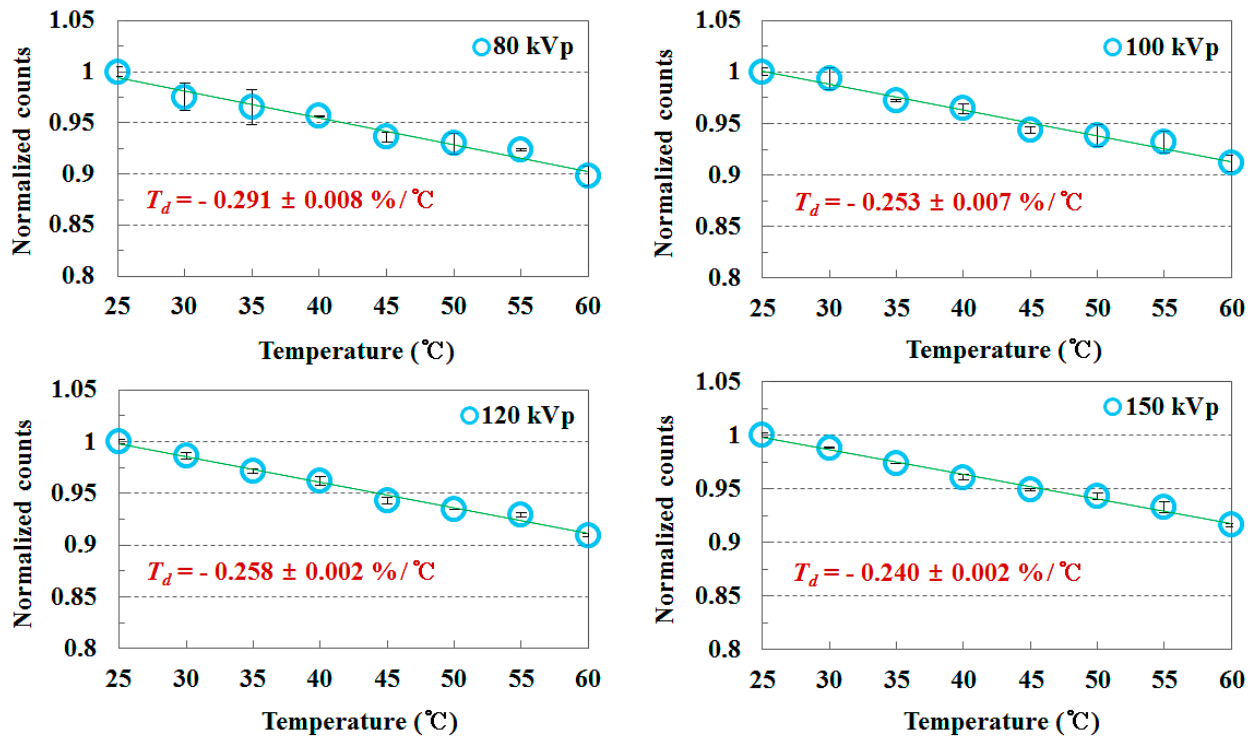 80 kVp
Normalized counts
1.05
1
0.95
0.9
0.85
0.8
T_d = - 0.291 ± 0.008 %/℃
25 30 35 40 45 50 55 60
Temperature (℃)
100 kVp
Normalized counts
1.05
1
0.95
0.9
0.85
0.8
T_d = - 0.253 ± 0.007 %/℃
25 30 35 40 45 50 55 60
Temperature (℃)
120 kVp
Normalized counts
1.05
1
0.95
0.9
0.85
0.8
T_d = - 0.258 ± 0.002 %/℃
25 30 35 40 45 50 55 60
Temperature (℃)
150 kVp
Normalized counts
1.05
1
0.95
0.9
0.85
0.8
T_d = - 0.240 ± 0.002 %/℃
25 30 35 40 45 50 55 60
Temperature (℃)